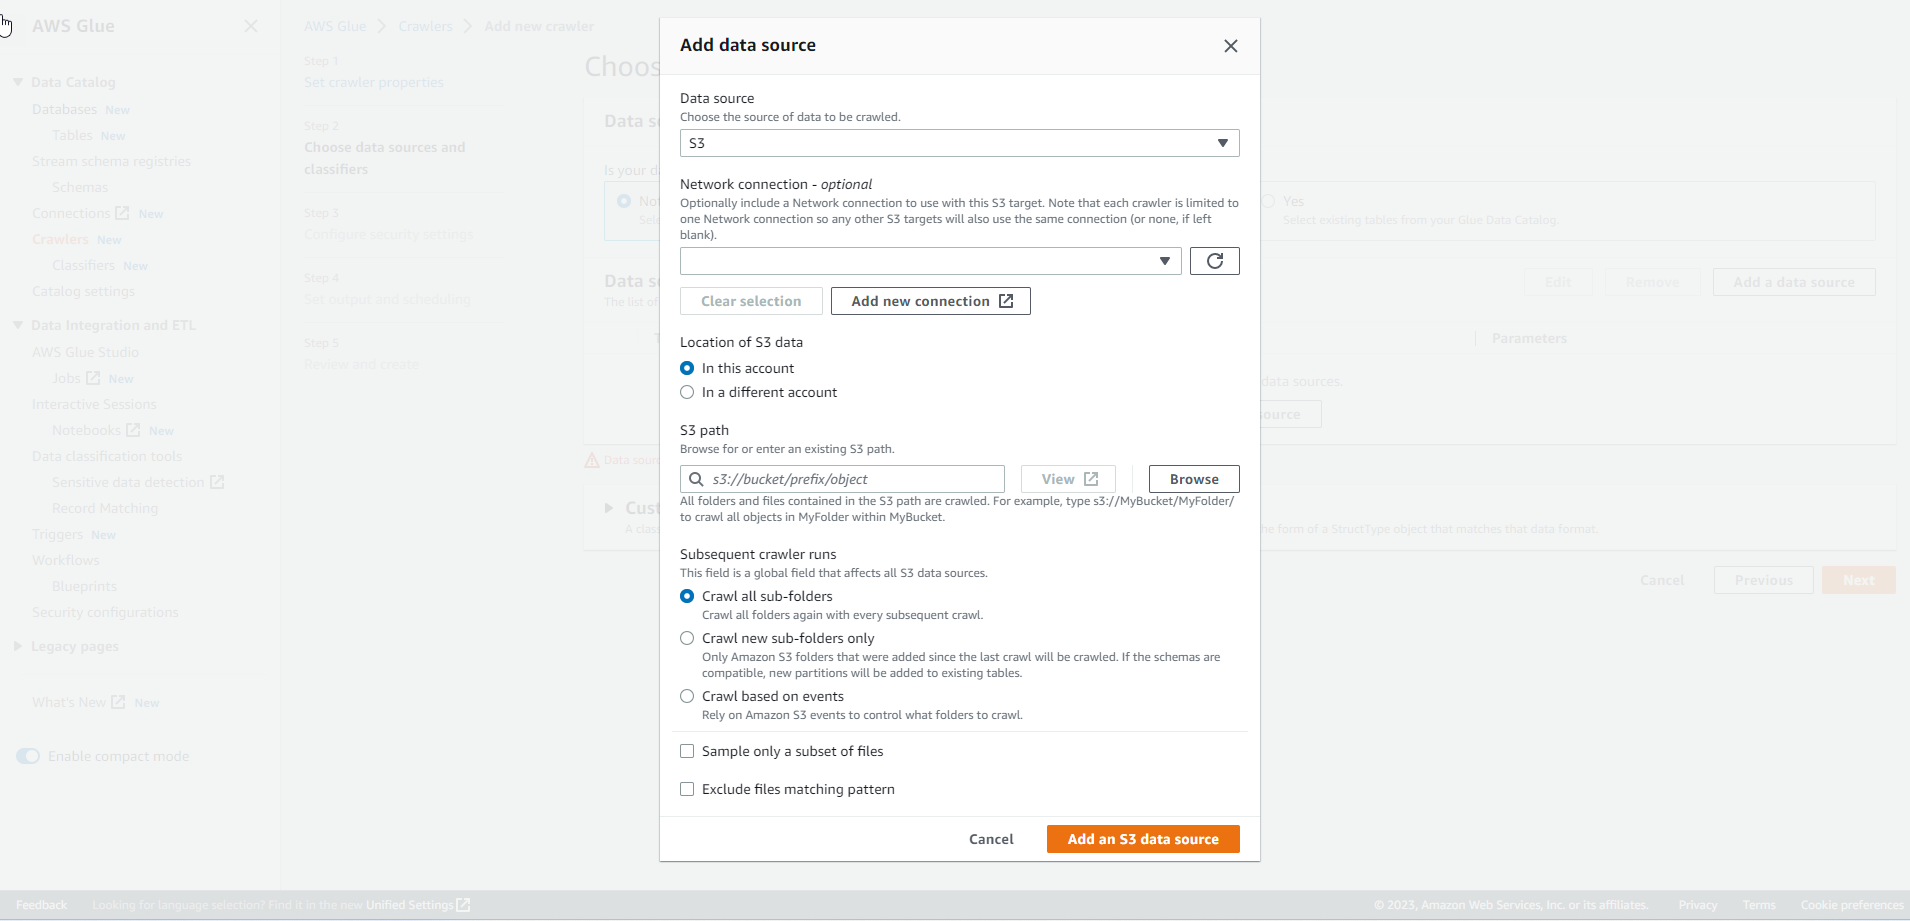 AWS Glue
Data Catalog
Databases New
Tables New
Stream schema registries
Schemas
Connections New
Crawlers New
Classifiers New
Catalog settings
Data Integration and ETL
AWS Glue Studio
Jobs New
Interactive Sessions
Notebooks New
Data classification tools
Sensitive data detection
Record Matching
Triggers New
Workflows
Blueprints
Security configurations
Legacy pages
What's New New
Enable compact mode
AWS Glue Crawlers Add new crawler
Step 1
Set crawler properties
Step 2
Choose data sources and
classifiers
Step 3
Configure security settings
Step 4
Set output and scheduling
Step 5
Review and create
Add data source
Data source
Choose the source of data to be crawled.
S3
Network connection - optional
Optionally include a Network connection to use with this S3 target. Note that each crawler is limited to
one Network connection so any other S3 targets will also use the same connection (or none, if left
blank).
Clear selection Add new connection
Location of S3 data
In this account
In a different account
S3 path
Browse for or enter an existing S3 path.
s3://bucket/prefix/object View Browse
All folders and files contained in the S3 path are crawled. For example, type s3://MyBucket/MyFolder/
to crawl all objects in MyFolder within MyBucket.
Subsequent crawler runs
This field is a global field that affects all S3 data sources.
Crawl all sub-folders
Crawl all folders again with every subsequent crawl.
Crawl new sub-folders only
Only Amazon S3 folders that were added since the last crawl will be crawled. If the schemas are
compatible, new partitions will be added to existing tables.
Crawl based on events
Rely on Amazon S3 events to control what folders to crawl.
Sample only a subset of files
Exclude files matching pattern
Cancel Add an S3 data source
Choos
Data s
Is your d
No
Yes
Select existing tables from your Glue Data Catalog.
Data s
The list of
Edit Remove Add a data source
Parameters
data sources.
source
Data sourc
Cust
A clas
he form of a StructType object that matches that data format.
Cancel Previous Next
Feedback Looking for language selection? Find it in the new Unified Settings
© 2023, Amazon Web Services, Inc. or its affiliates. Privacy Terms Cookie preferences